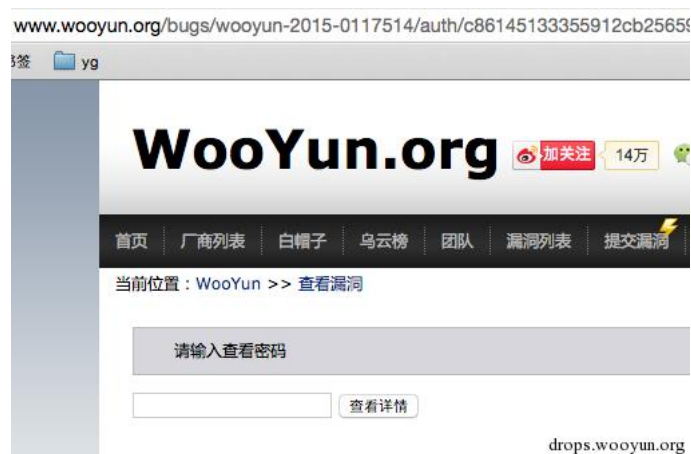 www.wooyun.org/bugs/wooyun-2015-0117514/auth/c86145133355912cb25659
签 yg
WooYun.org 加关注 14万
首页 厂商列表 白帽子 乌云榜 团队 漏洞列表 提交漏洞
当前位置：WooYun >> 查看漏洞
请输入查看密码
查看详情
drops.wooyun.org